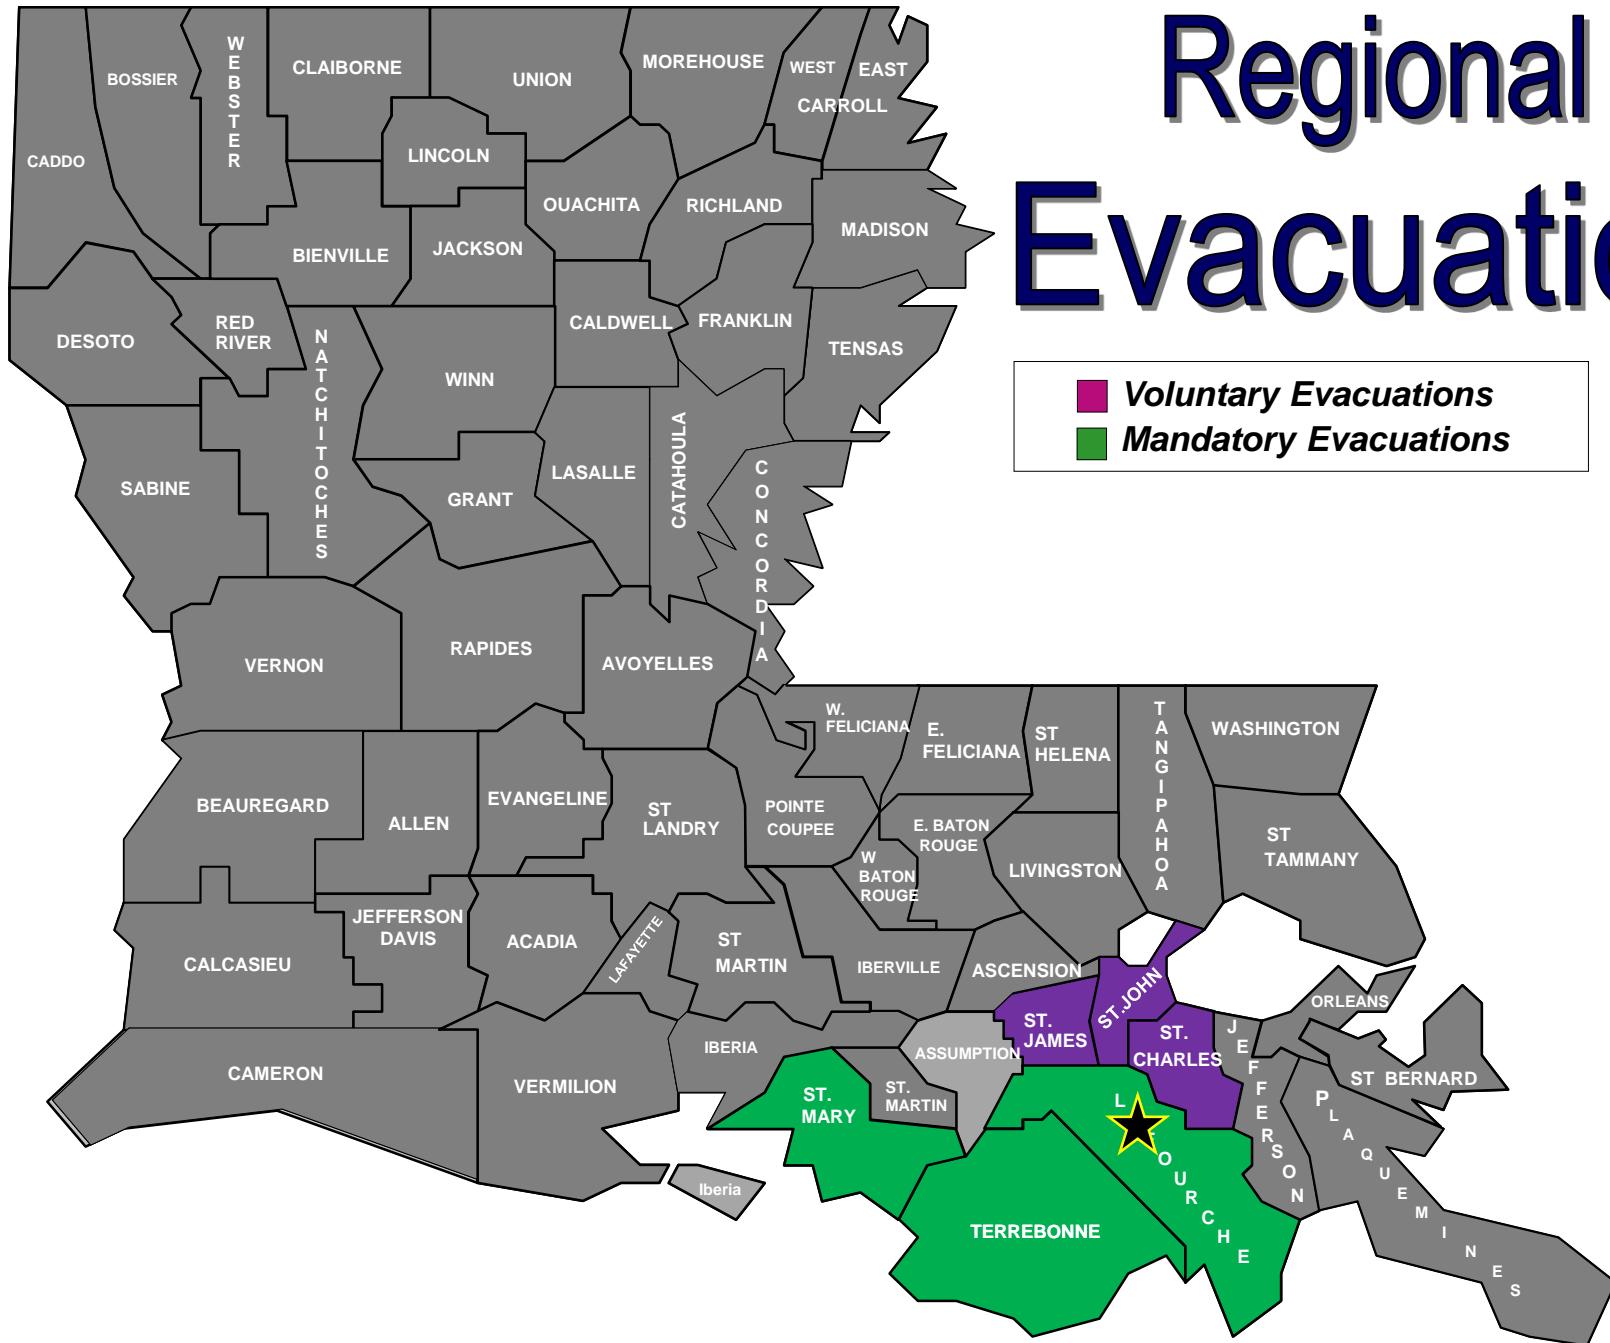 Regional
Evacuatio
Voluntary Evacuations
Mandatory Evacuations
CADDO
BOSSIER
WEBSTER
CLAIBORNE
UNION
MOREHOUSE
WEST
EAST
CARROLL
LINCOLN
OUACHITA
RICHLAND
MADISON
BIENVILLE
JACKSON
DESOTO
RED
RIVER
NATCHITOCHES
WINN
CALDWELL
FRANKLIN
TENSAS
SABINE
GRANT
LASALLE
CATAHOULA
CONCORDIA
VERNON
RAPIDES
AVOYELLES
W.
FELICIANA
E.
FELICIANA
ST
HELENA
TANGIPAHOA
WASHINGTON
BEAUREGARD
ALLEN
EVANGELINE
ST
LANDRY
POINTE
COUPEE
E. BATON
ROUGE
W
BATON
ROUGE
LIVINGSTON
ST
TAMMANY
CALCASIEU
JEFFERSON
DAVIS
ACADIA
LAFAYETTE
ST
MARTIN
IBERVILLE
ASCENSION
ST.JOHN
ST.
JAMES
ST.
CHARLES
JEFFERSON
ORLEANS
ST BERNARD
PLAQUEMINES
CAMERON
VERMILION
IBERIA
ASSUMPTION
ST.
MARY
ST.
MARTIN
L FOURCHE
TERREBONNE
Iberia